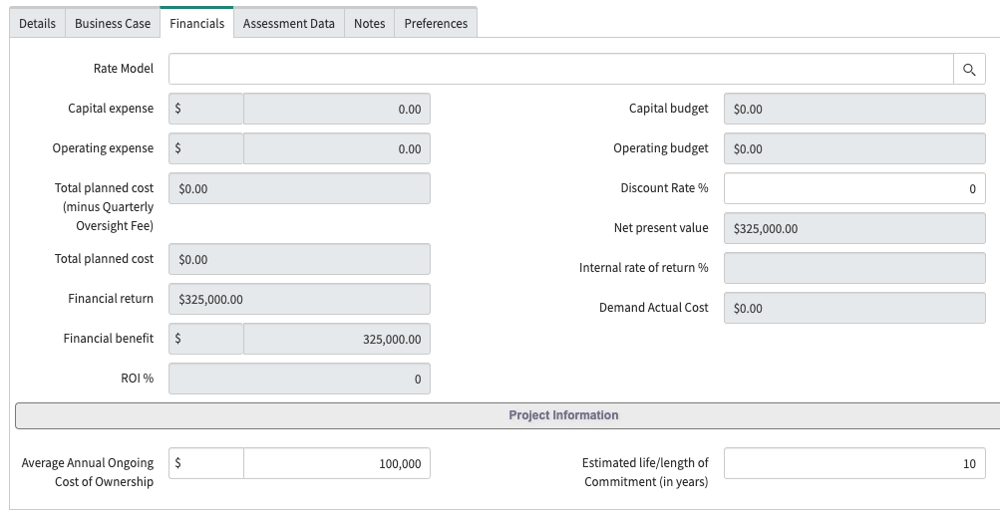 Details Business Case Financials Assessment Data Notes Preferences
Rate Model
Capital expense $ 0.00 Capital budget $0.00
Operating expense $ 0.00 Operating budget $0.00
Total planned cost $0.00 Discount Rate % 0
(minus Quarterly
Oversight Fee)
Net present value $325,000.00
Total planned cost $0.00 Internal rate of return %
Financial return $325,000.00 Demand Actual Cost $0.00
Financial benefit $ 325,000.00
ROI % 0
Project Information
Average Annual Ongoing $ 100,000 Estimated life/length of 10
Cost of Ownership Commitment (in years)